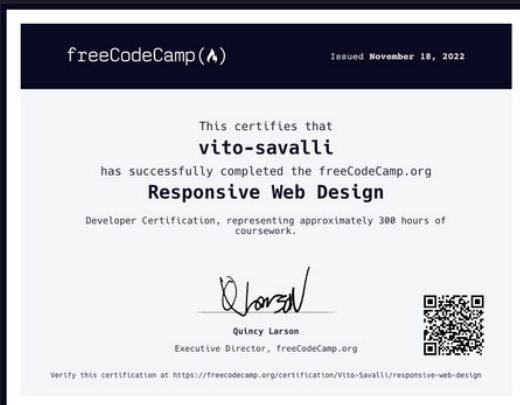 freeCodeCamp(🔥)
Issued November 18, 2022
This certifies that
vito-savalli
has successfully completed the freeCodeCamp.org
Responsive Web Design
Developer Certification, representing approximately 300 hours of
coursework.
Q Larson
Quincy Larson
Executive Director, freeCodeCamp.org
Verify this certification at https://freecodecamp.org/certification/Vito-Savalli/responsive-web-design